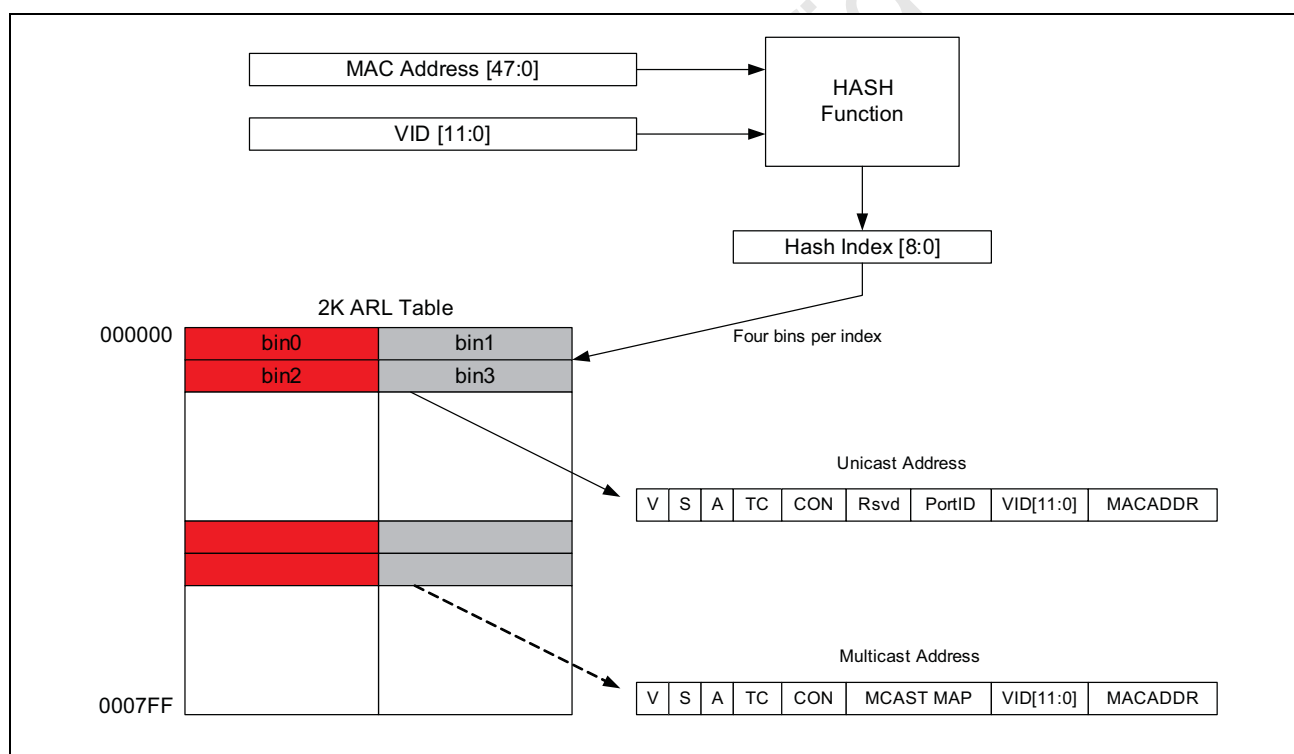 MAC Address [47:0]
HASH
Function
VID [11:0]
Hash Index [8:0]
2K ARL Table
000000
bin0 bin1
Four bins per index
bin2 bin3
Unicast Address
V S A TC CON Rsvd PortID VID[11:0] MACADDR
Multicast Address
V S A TC CON MCAST MAP VID[11:0] MACADDR
0007FF